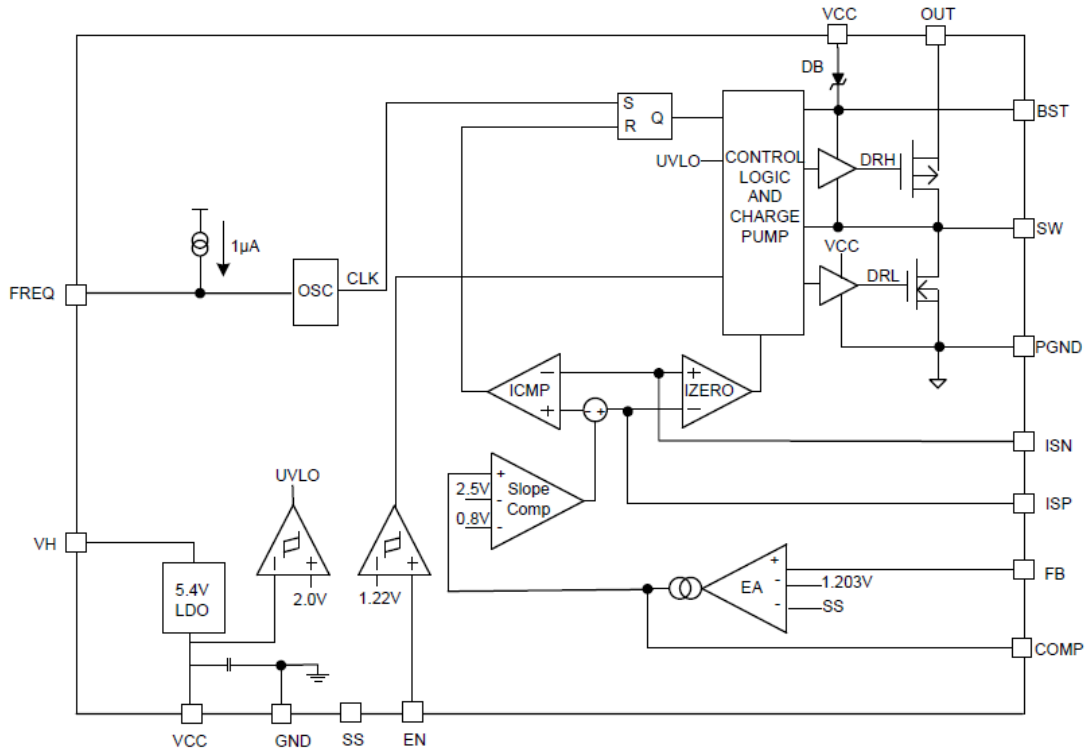 VCC
OUT
DB
BST
S
R
Q
UVLO
CONTROL
LOGIC
AND
CHARGE
PUMP
DRH
SW
1µA
VCC
FREQ
OSC
CLK
DRL
PGND
ICMP
−
+
- +
+
−
IZERO
ISN
UVLO
2.5V
0.8V
+
-
-
Slope
Comp
ISP
VH
5.4V
LDO
2.0V
1.22V
EA
+
-
-
1.203V
SS
FB
COMP
VCC
GND
SS
EN